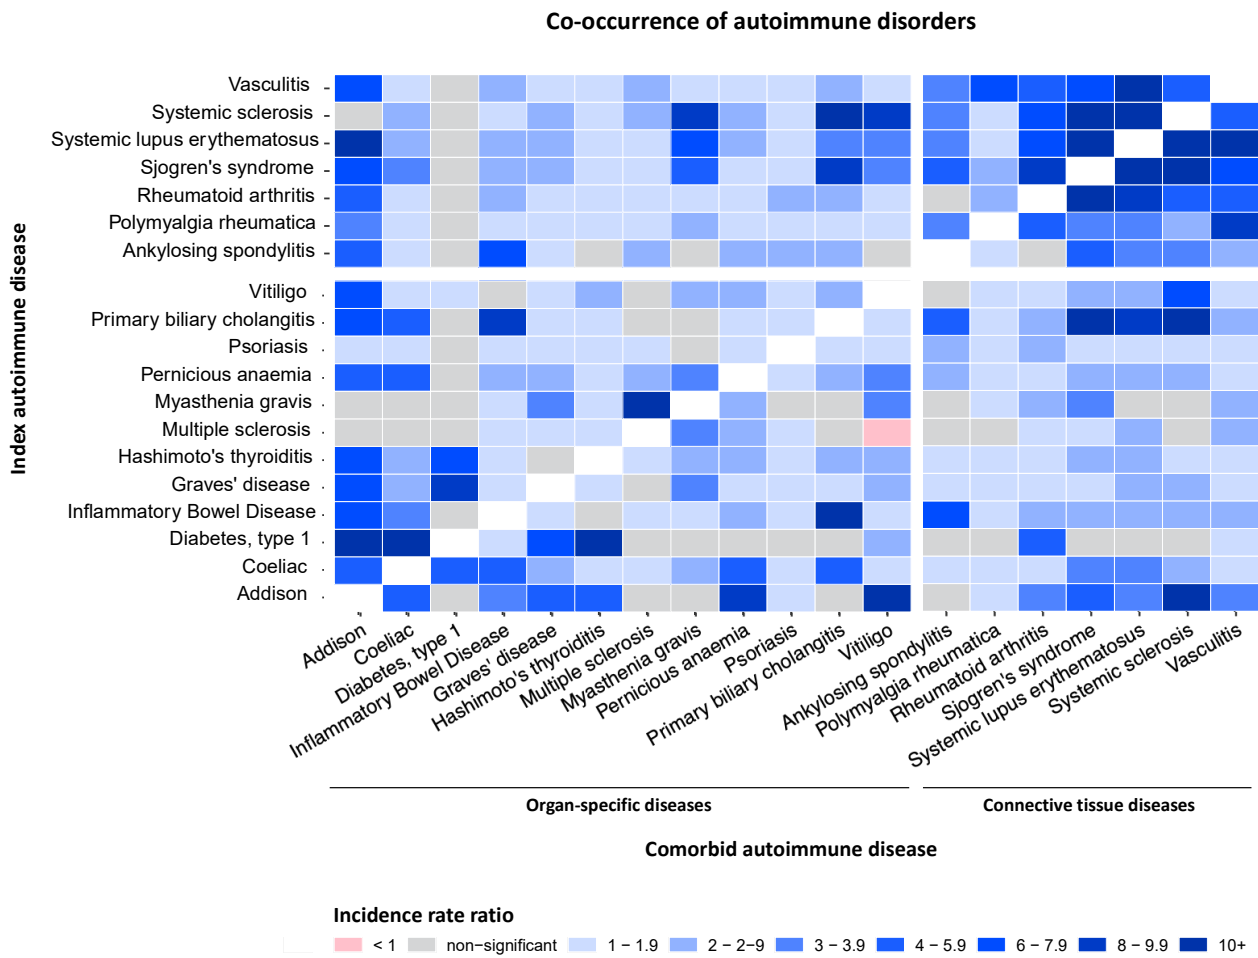 Co-occurrence of autoimmune disorders
Index autoimmune disease
Vasculitis
Systemic sclerosis
Systemic lupus erythematosus
Sjogren's syndrome
Rheumatoid arthritis
Polymyalgia rheumatica
Ankylosing spondylitis
Vitiligo
Primary biliary cholangitis
Psoriasis
Pernicious anaemia
Myasthenia gravis
Multiple sclerosis
Hashimoto's thyroiditis
Graves' disease
Inflammatory Bowel Disease
Diabetes, type 1
Coeliac
Addison
Addison
Coeliac
Diabetes, type 1
Inflammary Bowel Disease
Graves' disease
Hashimoto's thyroiditis
Multiple sclerosis
Myasthenia gravis
Pernicious anaemia
Psoriasis
Primary biliary cholangitis
Vitiligo
Ankylosing spondylitis
Polymyalgia rheumatica
Rheumatoid arthritis
Sjogren's syndrome
Systemic lupus erythematosus
Systemic sclerosis
Vasculitis
Organ-specific diseases
Connective tissue diseases
Comorbid autoimmune disease
Incidence rate ratio
< 1 non-significant 1 – 1.9 2 – 2-9 3 – 3.9 4 – 5.9 6 – 7.9 8 – 9.9 10+